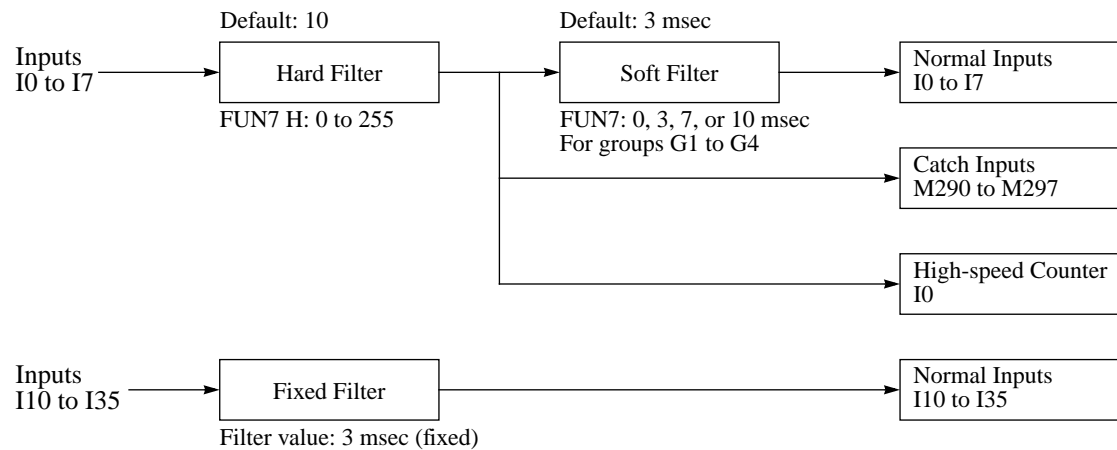 Default: 10
Default: 3 msec
Inputs
I0 to I7
Hard Filter
Soft Filter
Normal Inputs
I0 to I7
FUN7 H: 0 to 255
FUN7: 0, 3, 7, or 10 msec
For groups G1 to G4
Catch Inputs
M290 to M297
High-speed Counter
I0
Inputs
I10 to I35
Fixed Filter
Normal Inputs
I10 to I35
Filter value: 3 msec (fixed)